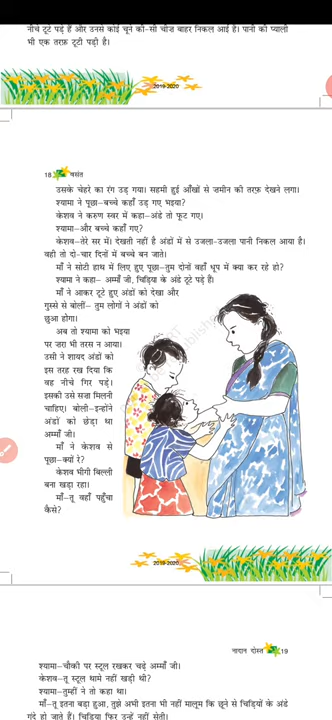 नीचे टूटे पड़े हैं और उनसे कोई चूने की-सी चीज़ बाहर निकल आई है। पानी की प्याली
भी एक तरफ़ टूटी पड़ी है।
2019-2020
18
वसंत
उसके चेहरे का रंग उड़ गया। सहमी हुई आँखों से ज़मीन की तरफ़ देखने लगा।
श्यामा ने पूछा–बच्चे कहाँ उड़ गए भइया?
केशव ने करुण स्वर में कहा–अंडे तो फूट गए।
श्यामा–और बच्चे कहाँ गए?
केशव–तेरे सर में। देखती नहीं है अंडों में से उजला-उजला पानी निकल आया है।
वही तो दो-चार दिनों में बच्चे बन जाते।
माँ ने सोटी हाथ में लिए हुए पूछा–तुम दोनों वहाँ धूप में क्या कर रहे हो?
श्यामा ने कहा– अम्माँ जी, चिड़िया के अंडे टूटे पड़े हैं।
माँ ने आकर टूटे हुए अंडों को देखा और
गुस्से से बोलीं– तुम लोगों ने अंडों को
छुआ होगा।
अब तो श्यामा को भइया
पर ज़रा भी तरस न आया।
उसी ने शायद अंडों को
इस तरह रख दिया कि
वह नीचे गिर पड़े।
इसकी उसे सज़ा मिलनी
चाहिए। बोली–इन्होंने
अंडों को छेड़ा था
अम्माँ जी।
माँ ने केशव से
पूछा–क्यों रे?
केशव भीगी बिल्ली
बना खड़ा रहा।
माँ–तू वहाँ पहुँचा
कैसे?
2019-2020
नादान दोस्त
19
श्यामा–चौकी पर स्टूल रखकर चढ़े अम्माँ जी।
केशव–तू स्टूल थामे नहीं खड़ी थी?
श्यामा–तुम्हीं ने तो कहा था।
माँ–तू इतना बड़ा हुआ, तुझे अभी इतना भी नहीं मालूम कि छूने से चिड़ियों के अंडे
गंदे हो जाते हैं। चिड़िया फिर उन्हें नहीं सेती।